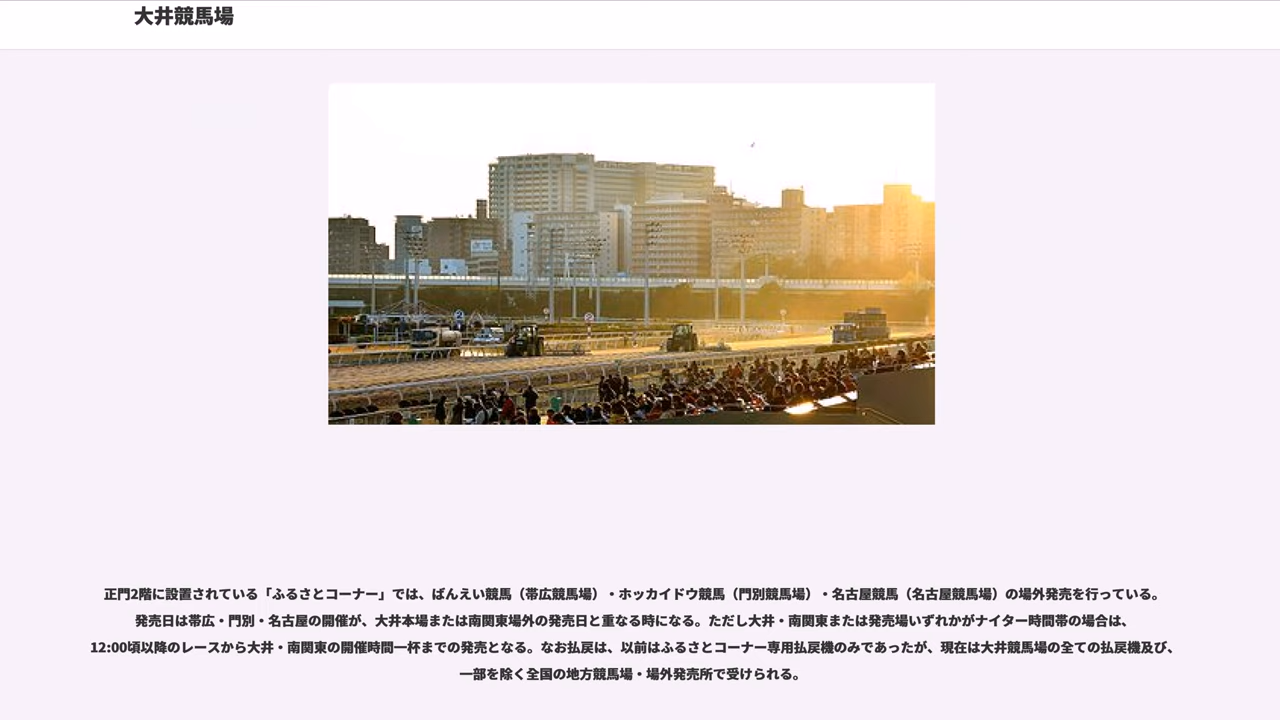 大井競馬場
正門2階に設置されている「ふるさとコーナー」では、ばんえい競馬（帯広競馬場）・ホッカイドウ競馬（門別競馬場）・名古屋競馬（名古屋競馬場）の場外発売を行っている。
発売日は帯広・門別・名古屋の開催が、大井本場または南関東場外の発売日と重なる時になる。ただし大井・南関東または発売場いずれかがナイター時間帯の場合は、
12:00頃以降のレースから大井・南関東の開催時間一杯までの発売となる。なお払戻は、以前はふるさとコーナー専用払戻機のみであったが、現在は大井競馬場の全ての払戻機及び、
一部を除く全国の地方競馬場・場外発売所で受けられる。